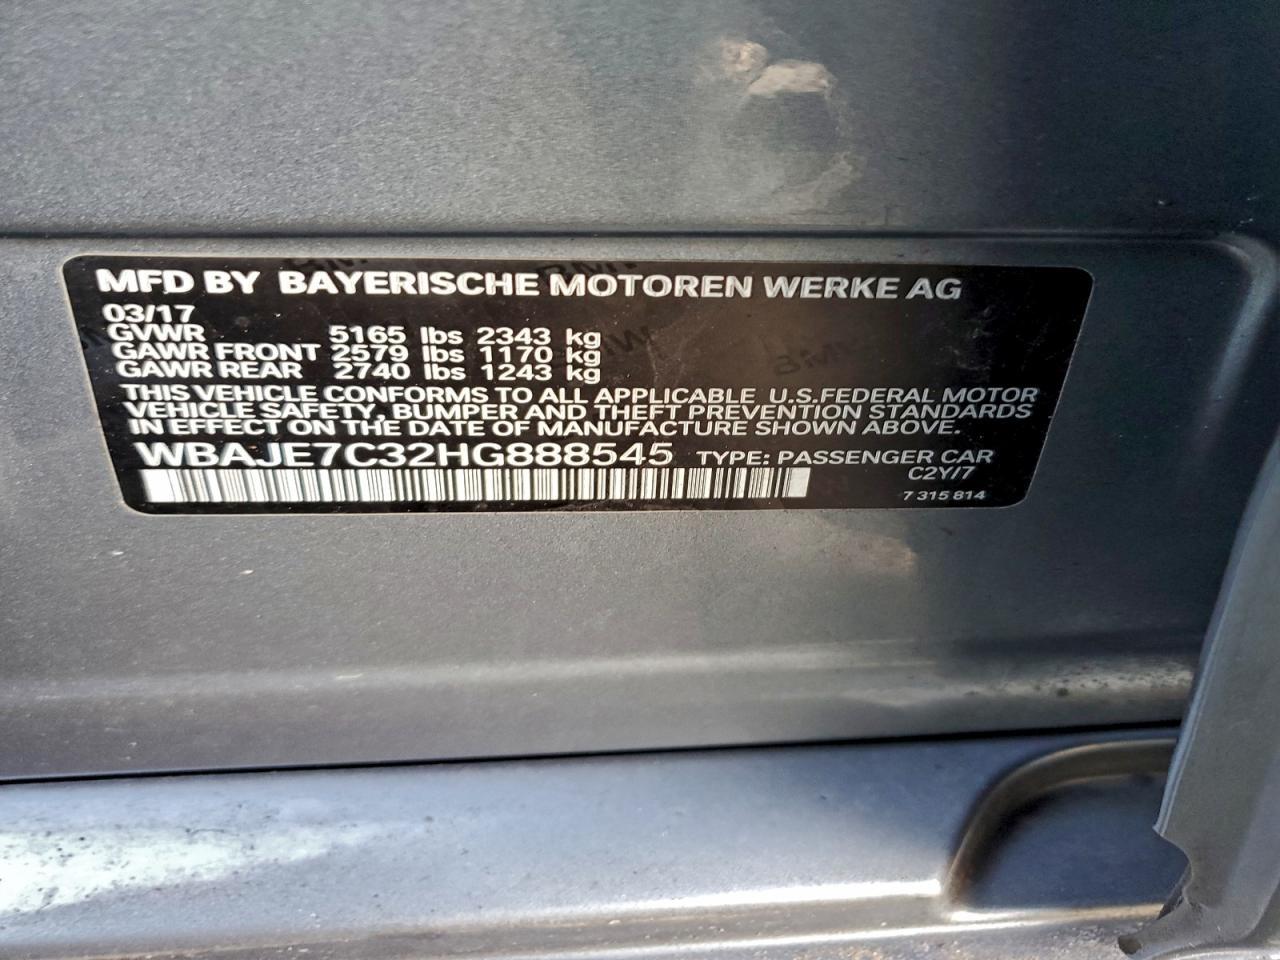 MFD BY BAYERISCHE MOTOREN WERKE AG
03/17
GVWR 5165 lbs 2343 kg
GAWR FRONT 2579 lbs 1170 kg
GAWR REAR 2740 lbs 1243 kg
THIS VEHICLE CONFORMS TO ALL APPLICABLE U.S.FEDERAL MOTOR
VEHICLE SAFETY, BUMPER AND THEFT PREVENTION STANDARDS
IN EFFECT ON THE DATE OF MANUFACTURE SHOWN ABOVE.
WBAJE7C32HG888545 TYPE: PASSENGER CAR
C2Y/7
7 315 814